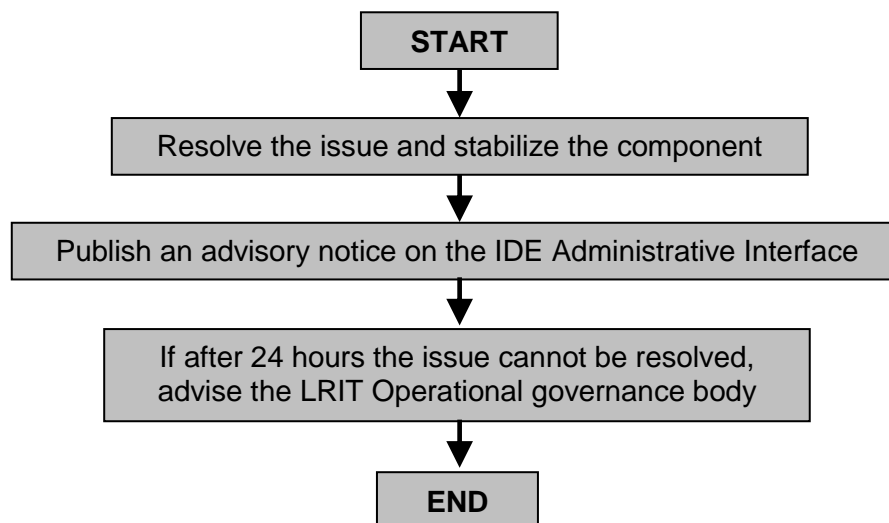 START
Resolve the issue and stabilize the component
Publish an advisory notice on the IDE Administrative Interface
If after 24 hours the issue cannot be resolved,
advise the LRIT Operational governance body
END